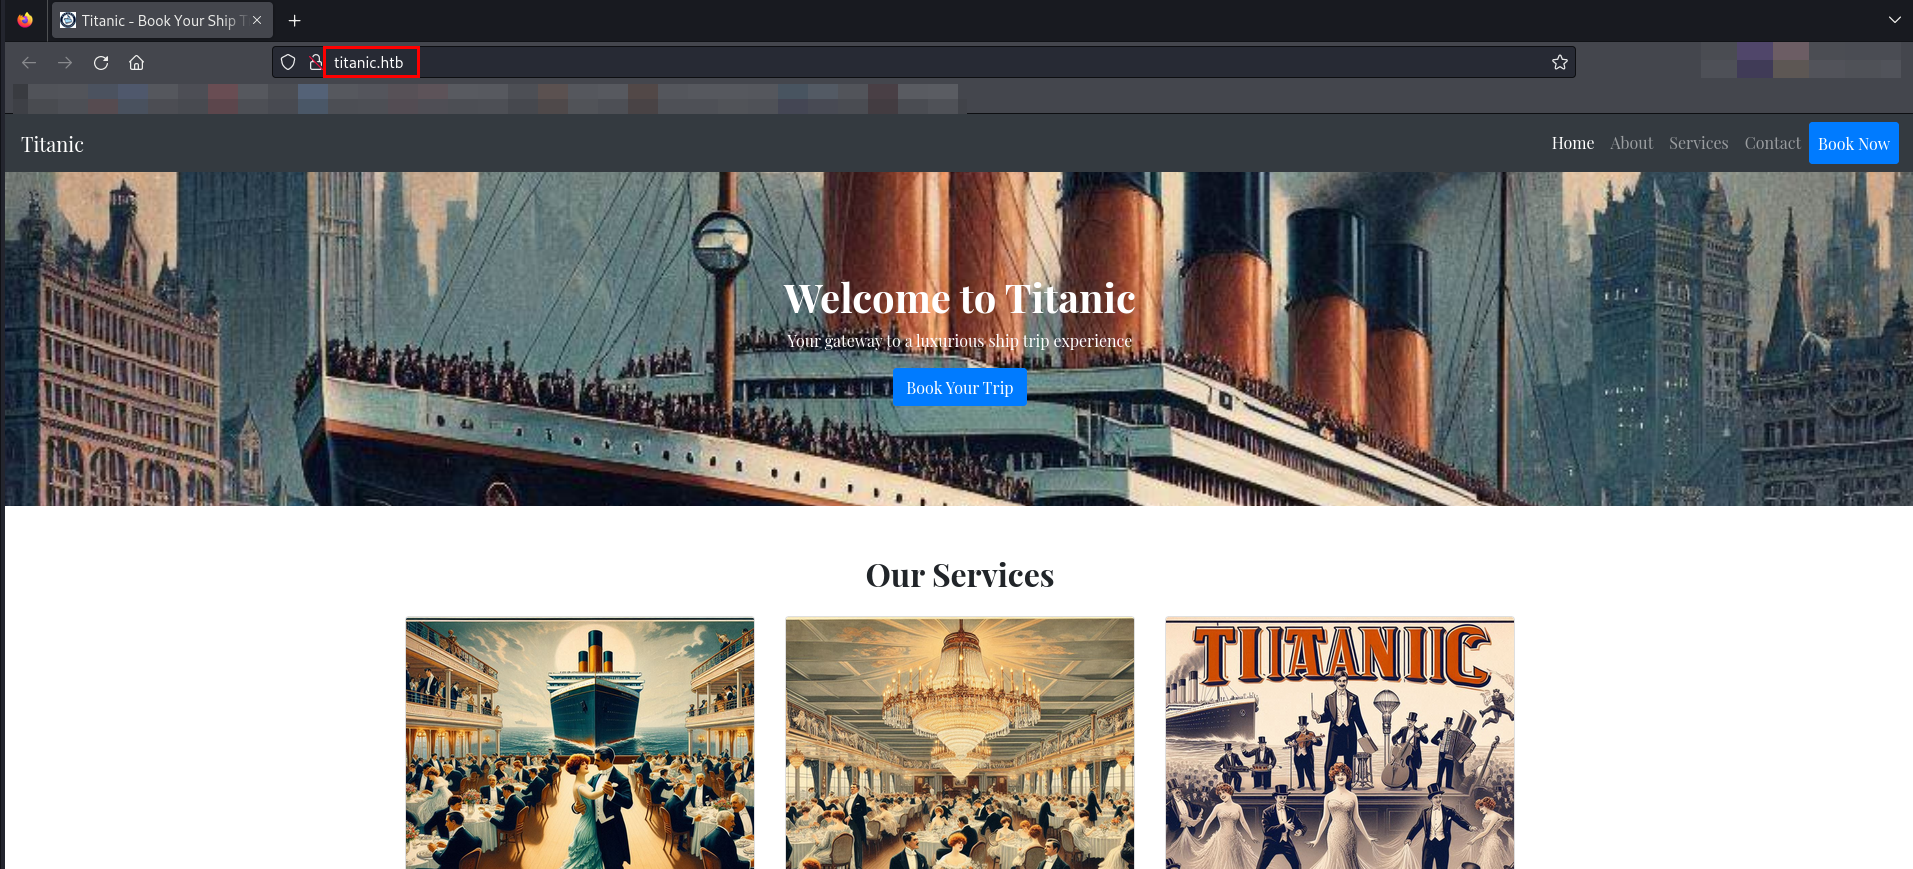 Titanic - Book Your Ship T
titanic.htb
Titanic
Home About Services Contact Book Now
Welcome to Titanic
Your gateway to a luxurious ship trip experience
Book Your Trip
Our Services
TIITANIIC